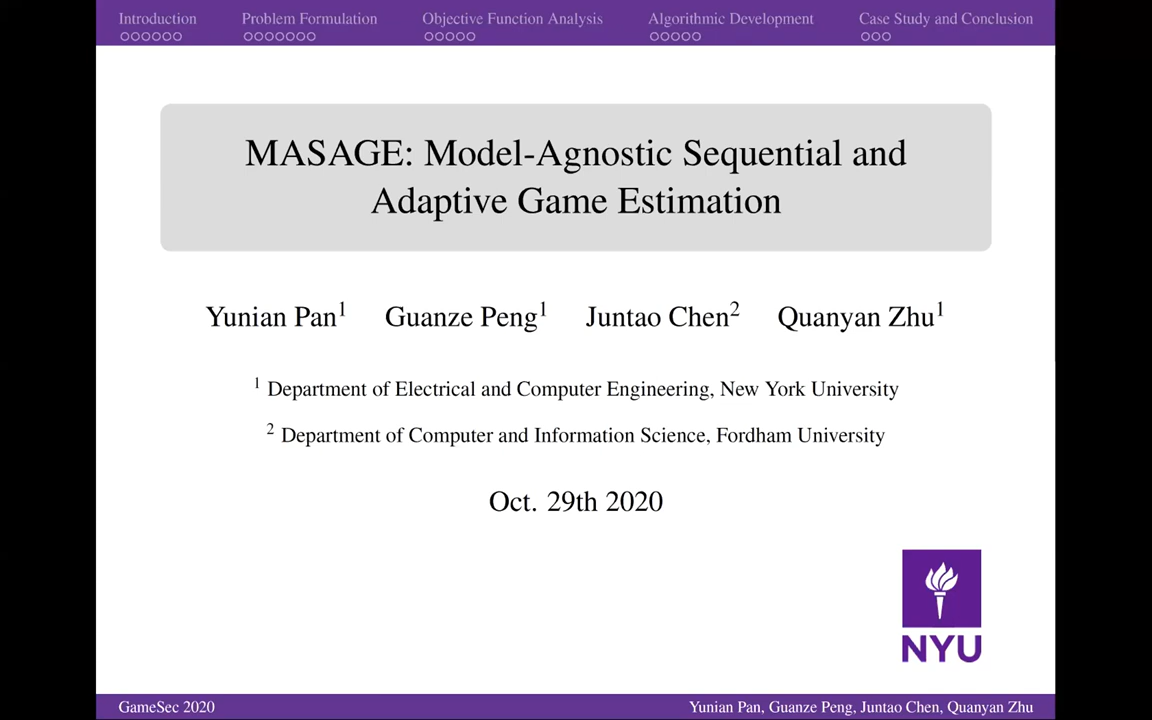 Introduction Problem Formulation Objective Function Analysis Algorithmic Development Case Study and Conclusion
MASAGE: Model-Agnostic Sequential and
Adaptive Game Estimation
Yunian Pan¹ Guanze Peng¹ Juntao Chen² Quanyan Zhu¹
¹ Department of Electrical and Computer Engineering, New York University
² Department of Computer and Information Science, Fordham University
Oct. 29th 2020
NYU
GameSec 2020 Yunian Pan, Guanze Peng, Juntao Chen, Quanyan Zhu